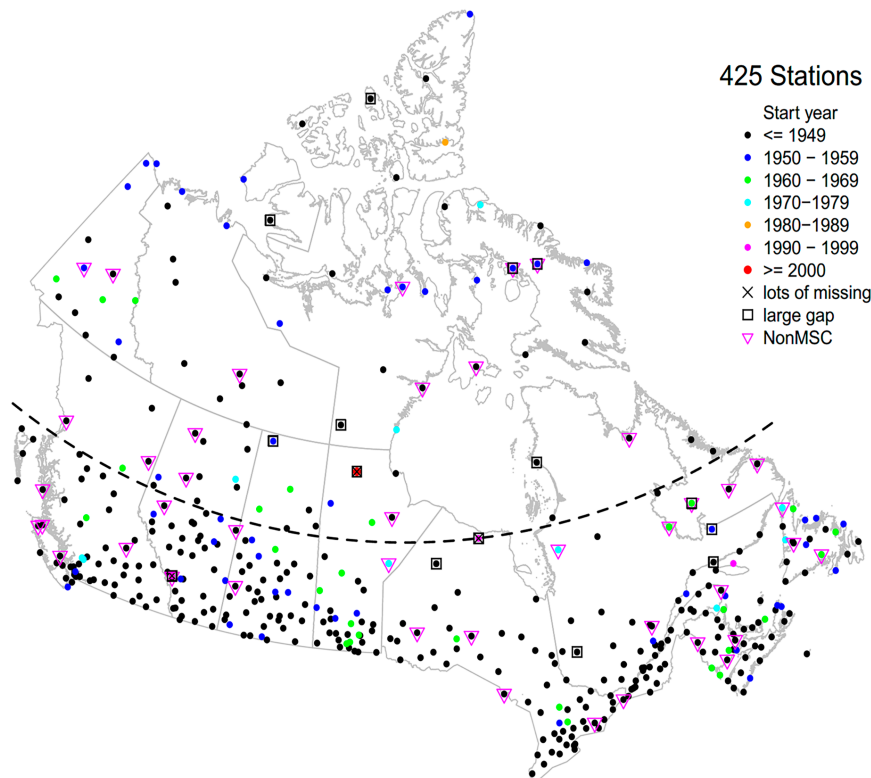 425 Stations
Start year
<= 1949
1950 − 1959
1960 − 1969
1970−1979
1980−1989
1990 − 1999
>= 2000
lots of missing
large gap
NonMSC